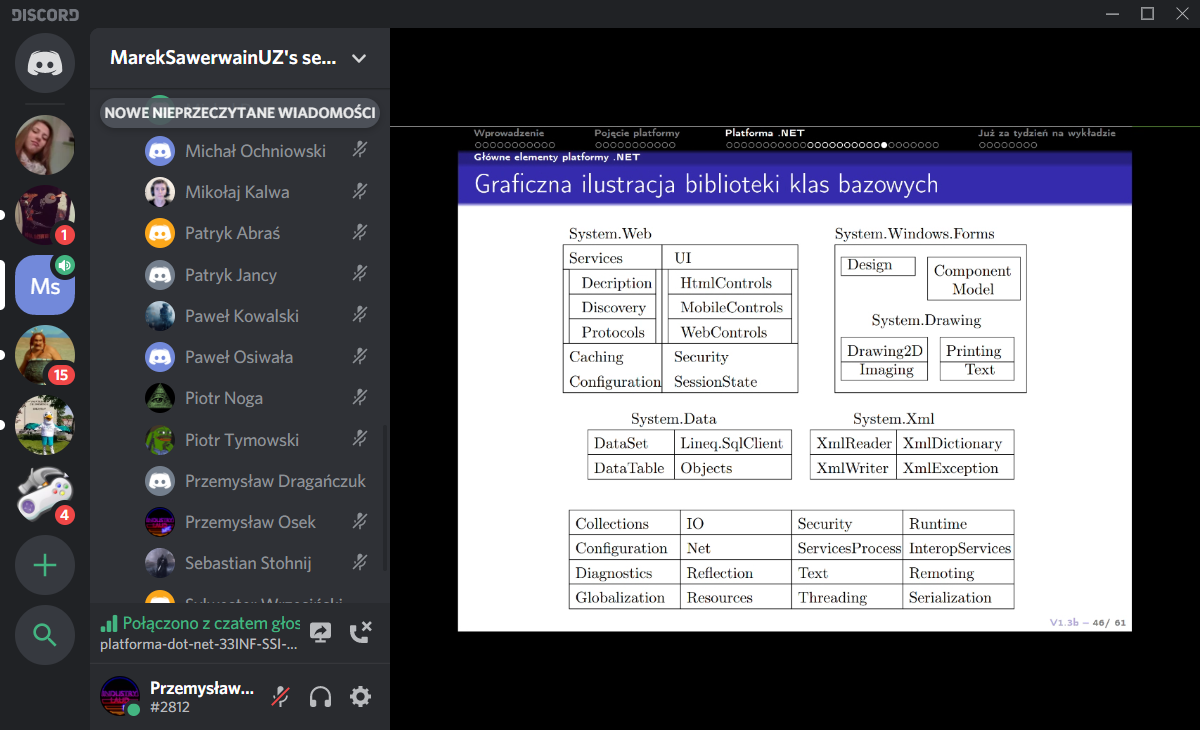 DISCORD
MarekSawerwainUZ's se...
NOWE NIEPRZECZYTANE WIADOMOŚCI
Michał Ochniowski
Mikołaj Kalwa
Patryk Abraś
Patryk Jancy
Paweł Kowalski
Paweł Osiwała
Piotr Noga
Piotr Tymowski
Przemysław Dragańczuk
Przemysław Osek
Sebastian Stohnij
1
Ms
15
4
Połączono z czatem głos
platforma-dot-net-33INF-SSI-...
Przemysław...
#2812
Wprowadzenie Pojęcie platformy Platforma .NET Już za tydzień na wykładzie
Główne elementy platformy .NET
Graficzna ilustracja biblioteki klas bazowych
System.Web
Services UI
Decription HtmlControls
Discovery MobileControls
Protocols WebControls
Caching Security
Configuration SessionState
System.Windows.Forms
Design
Component
Model
System.Drawing
Drawing2D Printing
Imaging Text
System.Data
DataSet Lineq.SqlClient
DataTable Objects
System.Xml
XmlReader XmlDictionary
XmlWriter XmlException
Collections IO Security Runtime
Configuration Net ServicesProcess InteropServices
Diagnostics Reflection Text Remoting
Globalization Resources Threading Serialization
V1.3b – 46/ 61